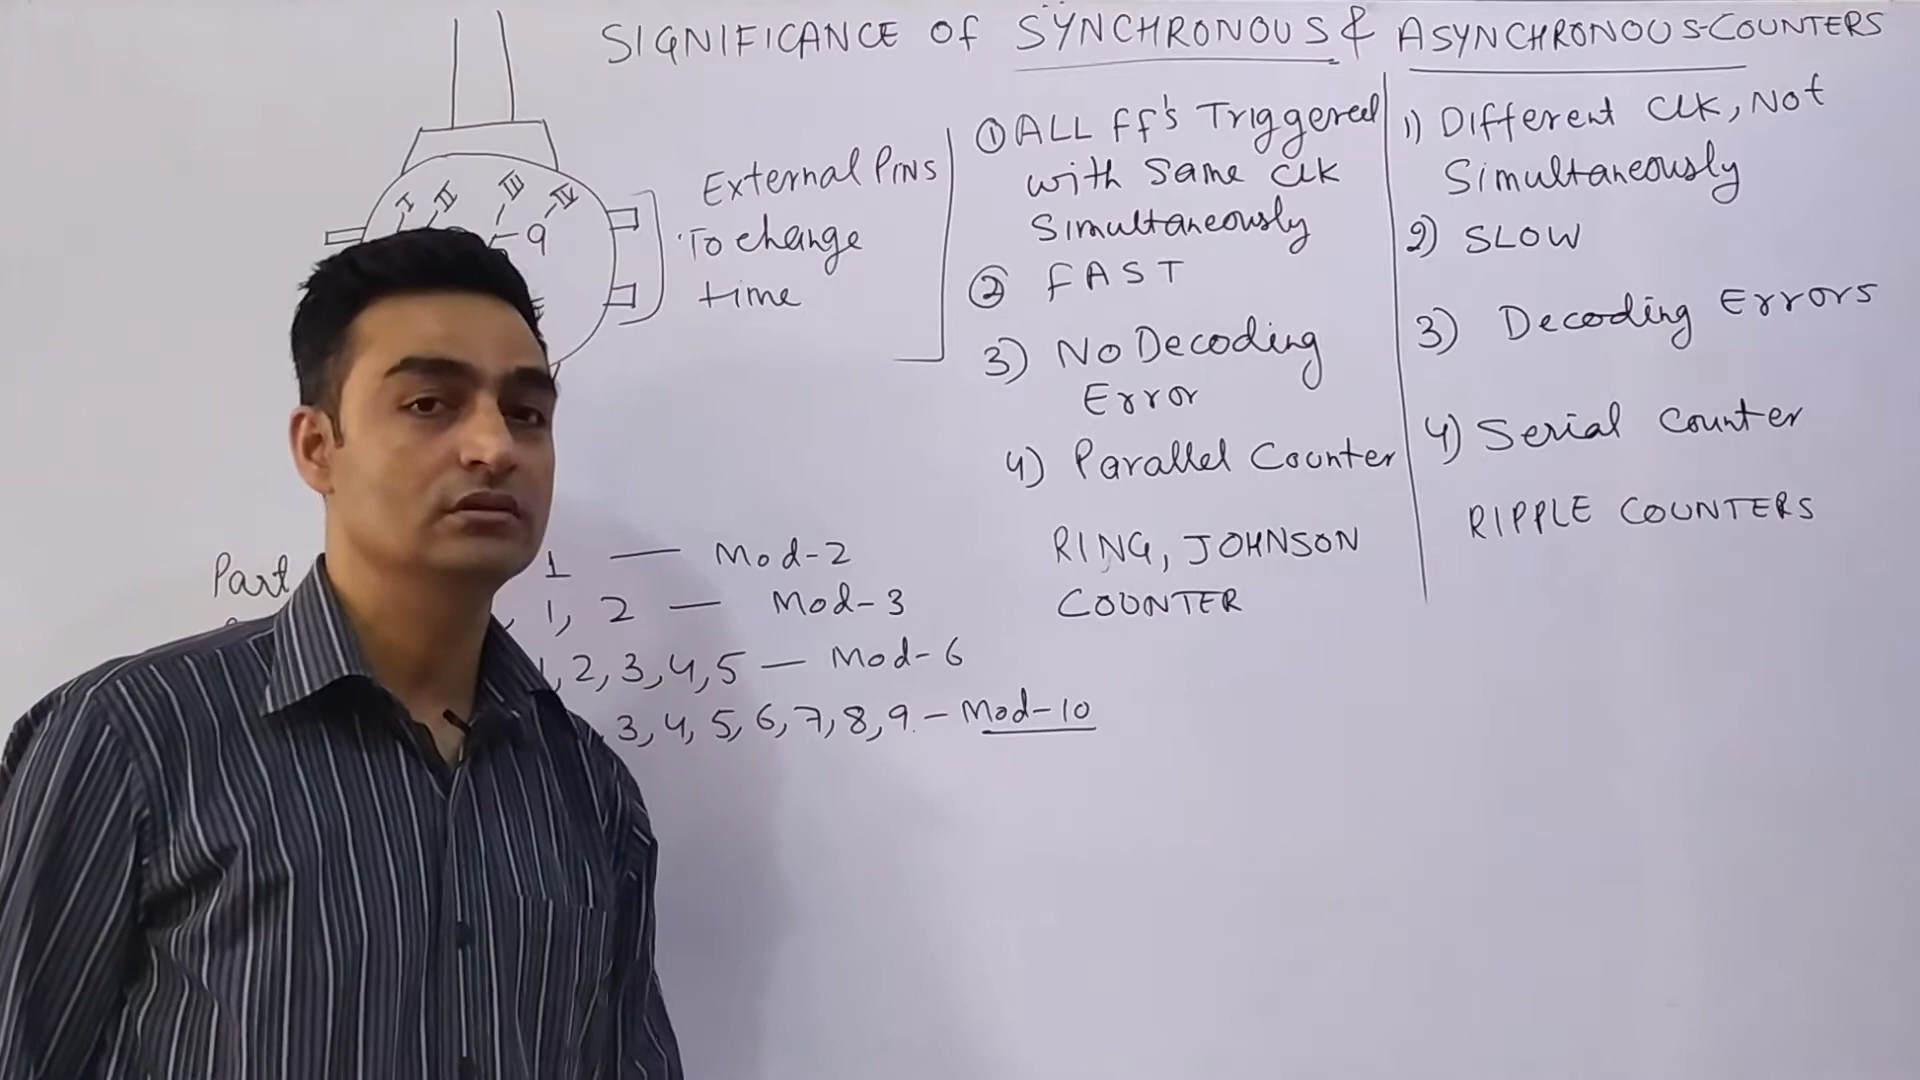 SIGNIFICANCE OF SYNCHRONOUS & ASYNCHRONOUS-COUNTERS
I II III IV
9
External PINS
To change
time
① ALL FF's Triggered
with Same clk
Simultaneously
② FAST
3) No Decoding
Error
4) Parallel Counter
RING, JOHNSON
COUNTER
1) Different Clk, Not
Simultaneously
2) SLOW
3) Decoding Errors
4) Serial Counter
RIPPLE COUNTERS
Part 1 — Mod-2
, 1, 2 — Mod-3
1, 2, 3, 4, 5 — Mod-6
3, 4, 5, 6, 7, 8, 9 — Mod-10